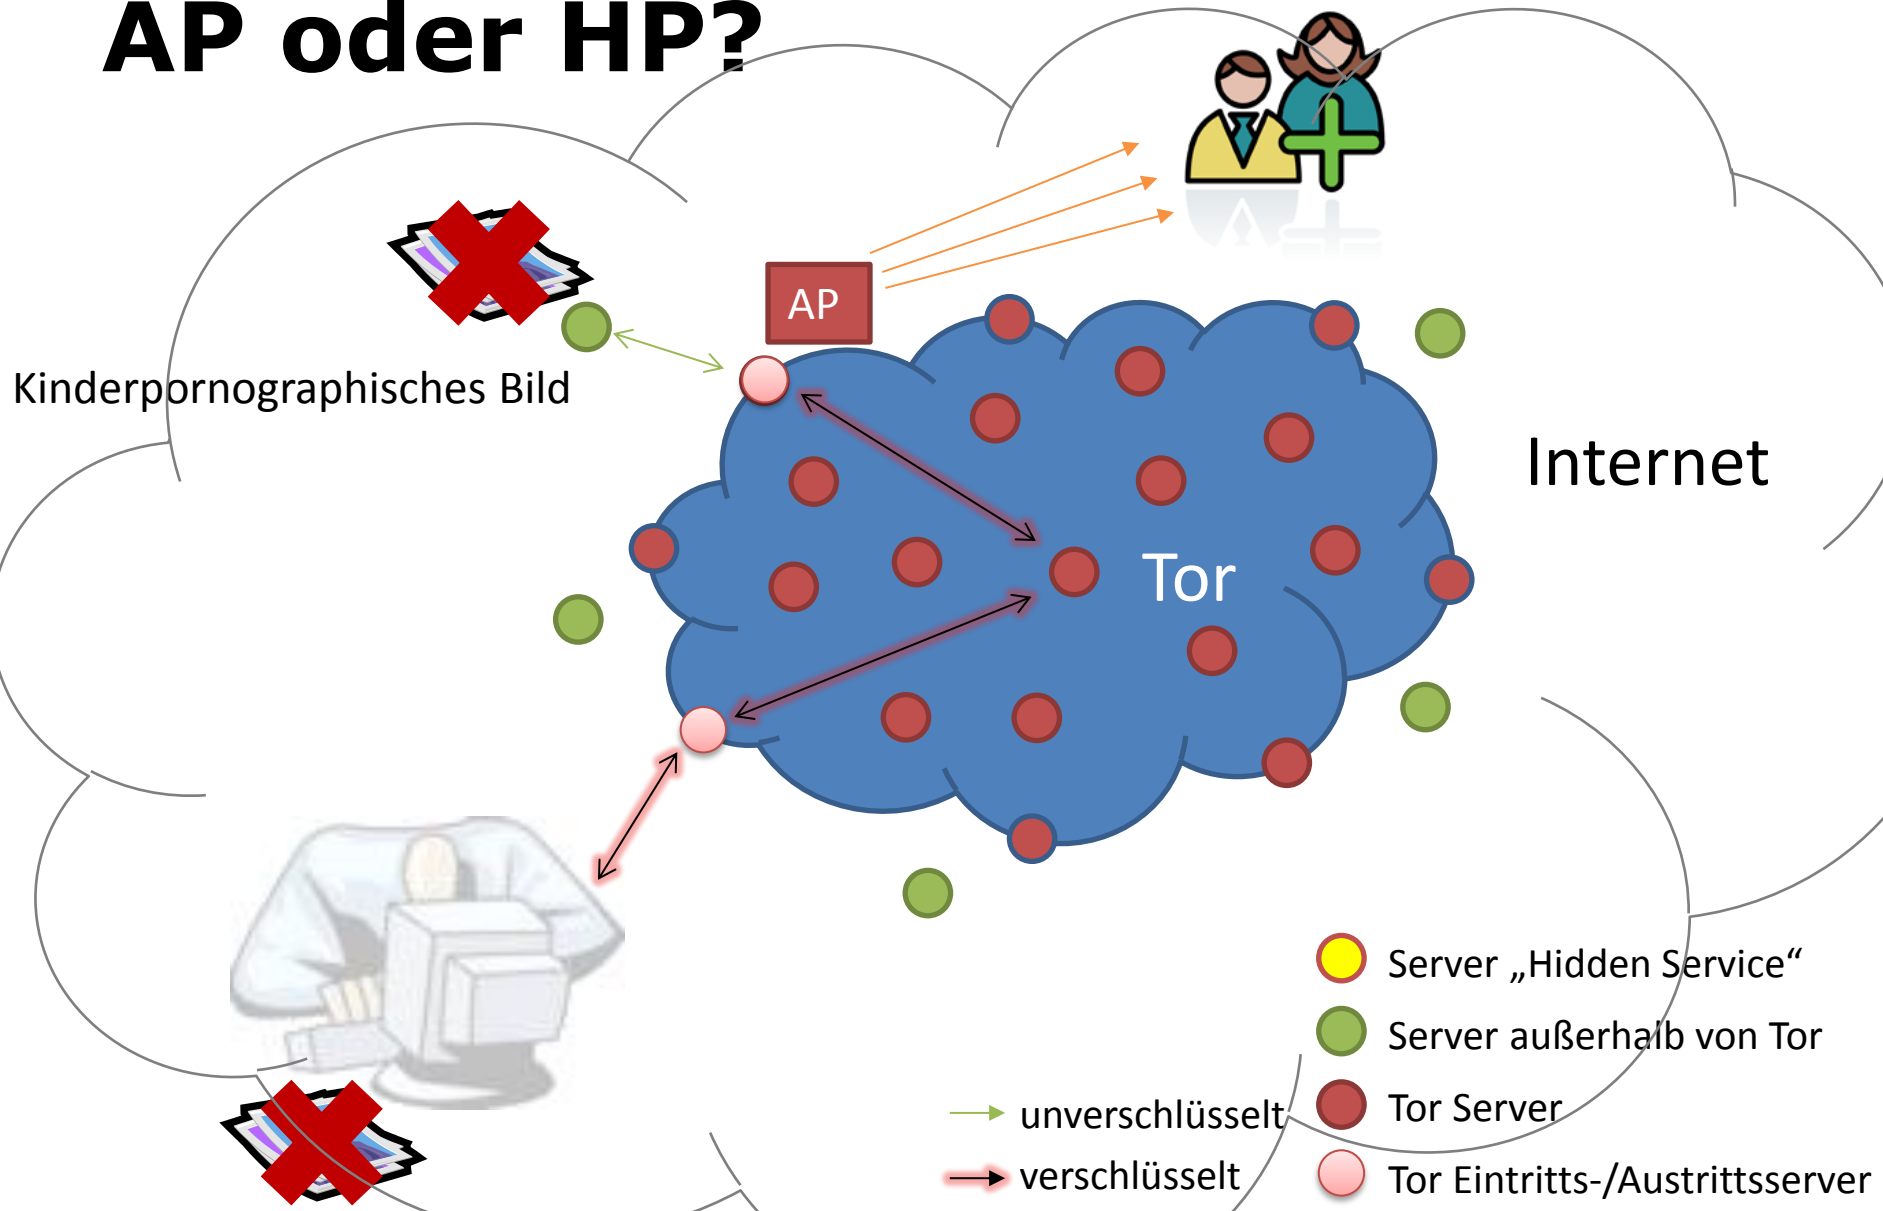 AP oder HP?
AP
Kinderpornographisches Bild
Internet
Tor
Server „Hidden Service“
Server außerhalb von Tor
unverschlüsselt
Tor Server
verschlüsselt
Tor Eintritts-/Austrittsserver